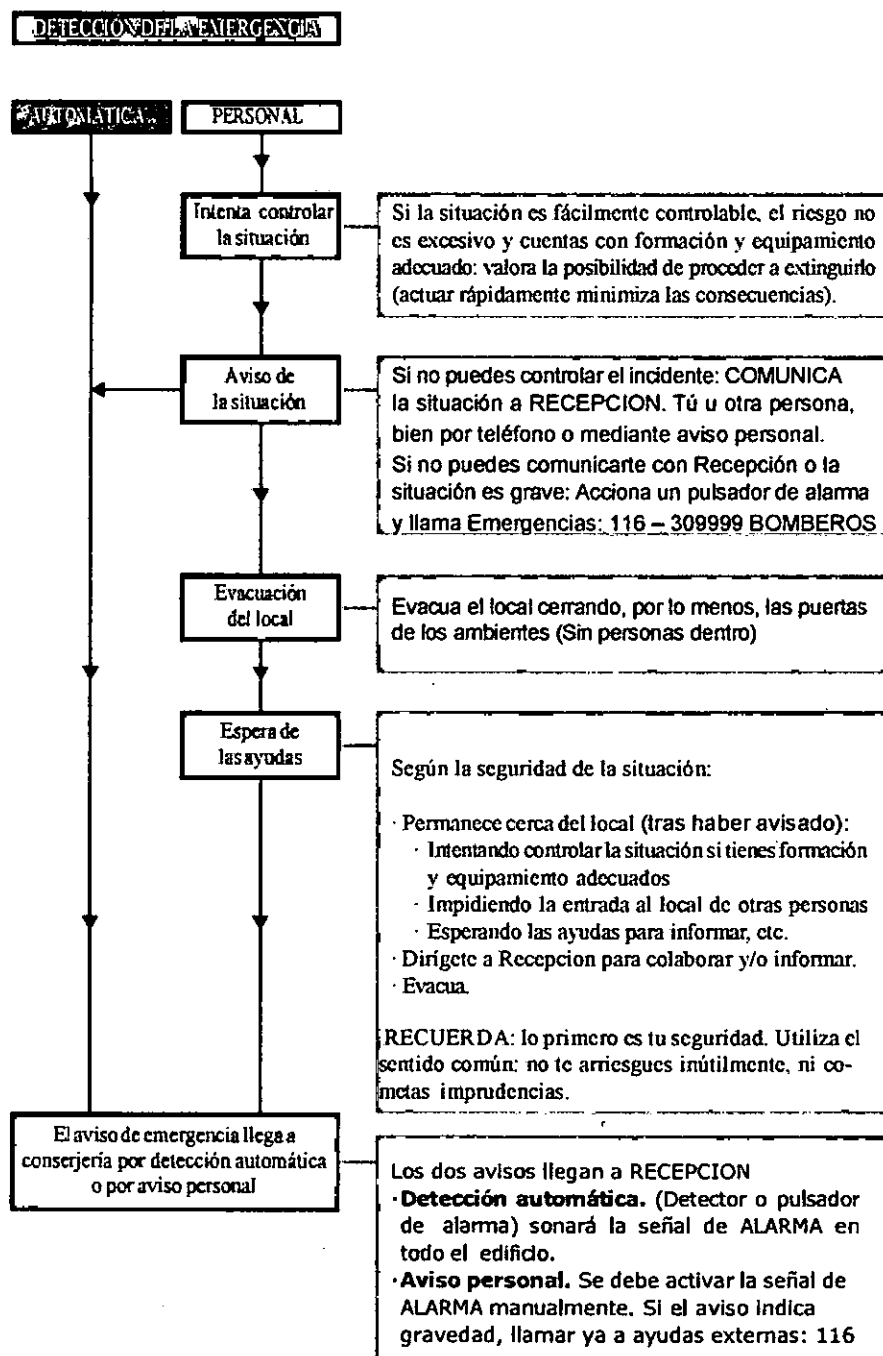 DETECCIÓN DE LA EMERGENCIA
AUTOMÁTICA
PERSONAL
Intenta controlar
la situación
Si la situación es fácilmente controlable, el riesgo no
es excesivo y cuentas con formación y equipamiento
adecuado: valora la posibilidad de proceder a extinguirlo
(actuar rápidamente minimiza las consecuencias).
Aviso de
la situación
Si no puedes controlar el incidente: COMUNICA
la situación a RECEPCION. Tú u otra persona,
bien por teléfono o mediante aviso personal.
Si no puedes comunicarte con Recepción o la
situación es grave: Acciona un pulsador de alarma
y llama Emergencias: 116 – 309999 BOMBEROS
Evacuación
del local
Evacua el local cerrando, por lo menos, las puertas
de los ambientes (Sin personas dentro)
Espera de
las ayudas
Según la seguridad de la situación:
· Permanece cerca del local (tras haber avisado):
· Intentando controlar la situación si tienes formación
y equipamiento adecuados
· Impidiendo la entrada al local de otras personas
· Esperando las ayudas para informar, etc.
· Dirígete a Recepcion para colaborar y/o informar.
· Evacua.
RECUERDA: lo primero es tu seguridad. Utiliza el
sentido común: no te arriesgues inútilmente, ni co-
metas imprudencias.
El aviso de emergencia llega a
conserjería por detección automática
o por aviso personal
Los dos avisos llegan a RECEPCION
·Detección automática. (Detector o pulsador
de alarma) sonará la señal de ALARMA en
todo el edificio.
·Aviso personal. Se debe activar la señal de
ALARMA manualmente. Si el aviso indica
gravedad, llamar ya a ayudas externas: 116